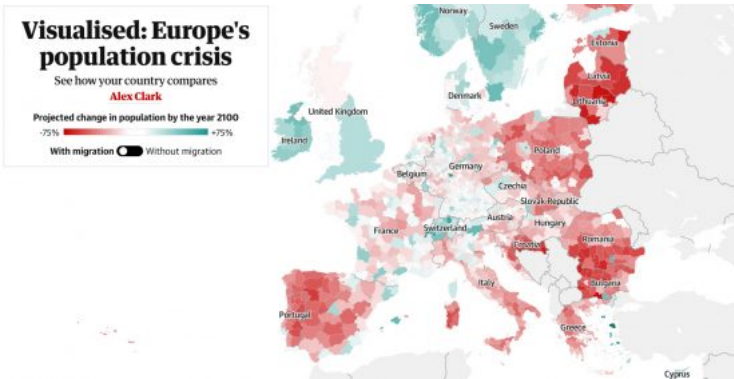 Visualised: Europe's
population crisis
See how your country compares
Alex Clark
Projected change in population by the year 2100
-75% +75%
With migration Without migration
Norway
Sweden
Estonia
Latvia
Lithuania
Denmark
United Kingdom
Ireland
Poland
Germany
Belgium
Czechia
Slovak Republic
Austria
Hungary
France
Switzerland
Croatia
Romania
Italy
Bulgaria
Portugal
Greece
Cyprus